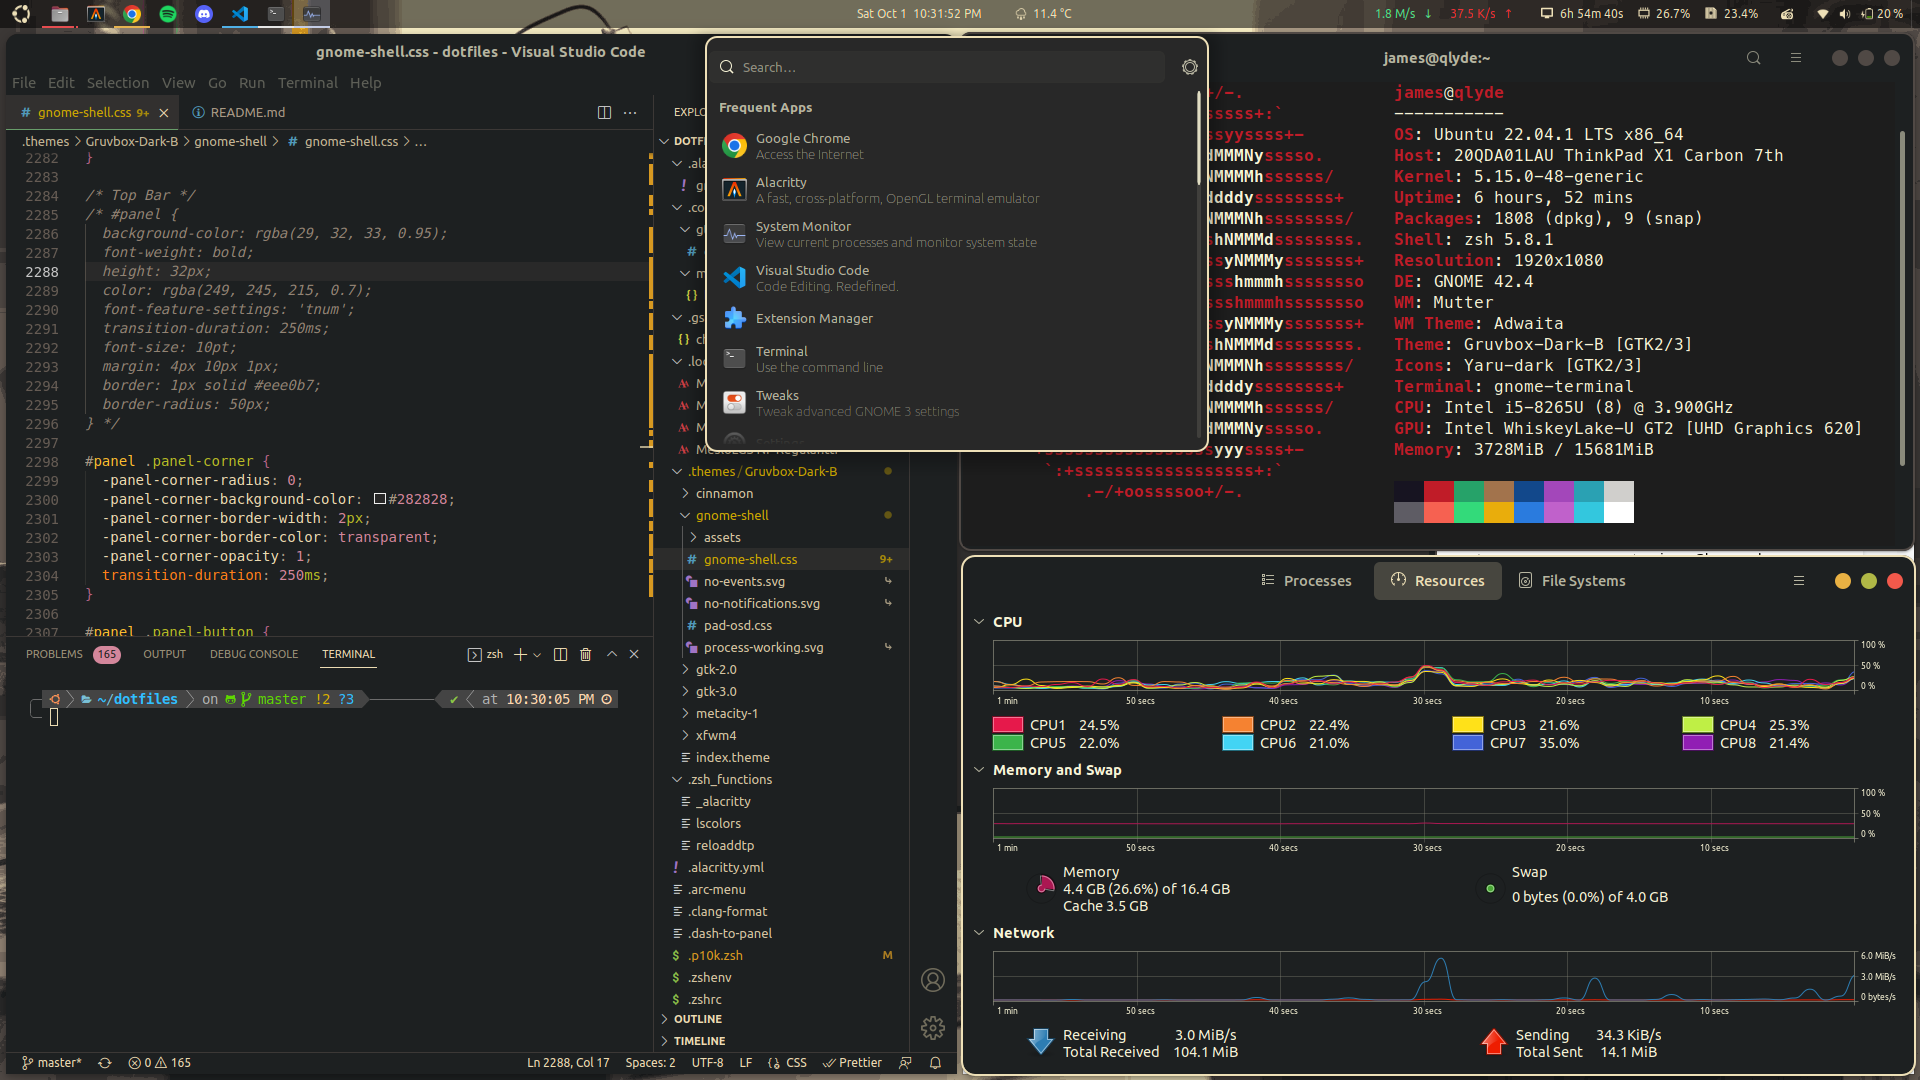 Sat Oct 1  10:31:52 PM
11.4 °C
1.8 M/s ↓ 37.5 K/s ↑
6h 54m 40s
26.7%
23.4%
20 %
gnome-shell.css - dotfiles - Visual Studio Code
File Edit Selection View Go Run Terminal Help
# gnome-shell.css 9+
README.md
.themes > Gruvbox-Dark-B > gnome-shell > # gnome-shell.css > ...
2282 }
2283
2284 /* Top Bar */
2285 /* #panel {
2286 background-color: rgba(29, 32, 33, 0.95);
2287 font-weight: bold;
2288 height: 32px;
2289 color: rgba(249, 245, 215, 0.7);
2290 font-feature-settings: 'tnum';
2291 transition-duration: 250ms;
2292 font-size: 10pt;
2293 margin: 4px 10px 1px;
2294 border: 1px solid #eee0b7;
2295 border-radius: 50px;
2296 } */
2297
2298 #panel .panel-corner {
2299 -panel-corner-radius: 0;
2300 -panel-corner-background-color: #282828;
2301 -panel-corner-border-width: 2px;
2302 -panel-corner-border-color: transparent;
2303 -panel-corner-opacity: 1;
2304 transition-duration: 250ms;
2305 }
2306
2307 #panel .panel-button {
PROBLEMS 165 OUTPUT DEBUG CONSOLE TERMINAL
zsh
~/dotfiles on master !2 ?3
✔ at 10:30:05 PM
.themes / Gruvbox-Dark-B
cinnamon
gnome-shell
assets
# gnome-shell.css 9+
no-events.svg
no-notifications.svg
# pad-osd.css
process-working.svg
gtk-2.0
gtk-3.0
metacity-1
xfwm4
index.theme
.zsh_functions
_alacritty
lscolors
reloaddtp
! .alacritty.yml
.arc-menu
.clang-format
.dash-to-panel
$ .p10k.zsh M
$ .zshenv
$ .zshrc
OUTLINE
TIMELINE
master*
0 165
Ln 2288, Col 17 Spaces: 2 UTF-8 LF CSS Prettier
Search...
Frequent Apps
Google Chrome
Access the Internet
Alacritty
A fast, cross-platform, OpenGL terminal emulator
System Monitor
View current processes and monitor system state
Visual Studio Code
Code Editing. Redefined.
Extension Manager
Terminal
Use the command line
Tweaks
Tweak advanced GNOME 3 settings
james@qlyde:~
james@qlyde
-----------
OS: Ubuntu 22.04.1 LTS x86_64
Host: 20QDA01LAU ThinkPad X1 Carbon 7th
Kernel: 5.15.0-48-generic
Uptime: 6 hours, 52 mins
Packages: 1808 (dpkg), 9 (snap)
Shell: zsh 5.8.1
Resolution: 1920x1080
DE: GNOME 42.4
WM: Mutter
WM Theme: Adwaita
Theme: Gruvbox-Dark-B [GTK2/3]
Icons: Yaru-dark [GTK2/3]
Terminal: gnome-terminal
CPU: Intel i5-8265U (8) @ 3.900GHz
GPU: Intel WhiskeyLake-U GT2 [UHD Graphics 620]
Memory: 3728MiB / 15681MiB
`:+ssssssssssssssssss+:`
.-/+oossssoo+/-.
Processes Resources File Systems
CPU
100 %
50 %
0 %
1 min 50 secs 40 secs 30 secs 20 secs 10 secs
CPU1 24.5% CPU2 22.4% CPU3 21.6% CPU4 25.3%
CPU5 22.0% CPU6 21.0% CPU7 35.0% CPU8 21.4%
Memory and Swap
100 %
50 %
0 %
1 min 50 secs 40 secs 30 secs 20 secs 10 secs
Memory
4.4 GB (26.6%) of 16.4 GB
Cache 3.5 GB
Swap
0 bytes (0.0%) of 4.0 GB
Network
6.0 MiB/s
3.0 MiB/s
0 bytes/s
1 min 50 secs 40 secs 30 secs 20 secs 10 secs
Receiving 3.0 MiB/s
Total Received 104.1 MiB
Sending 34.3 KiB/s
Total Sent 14.1 MiB